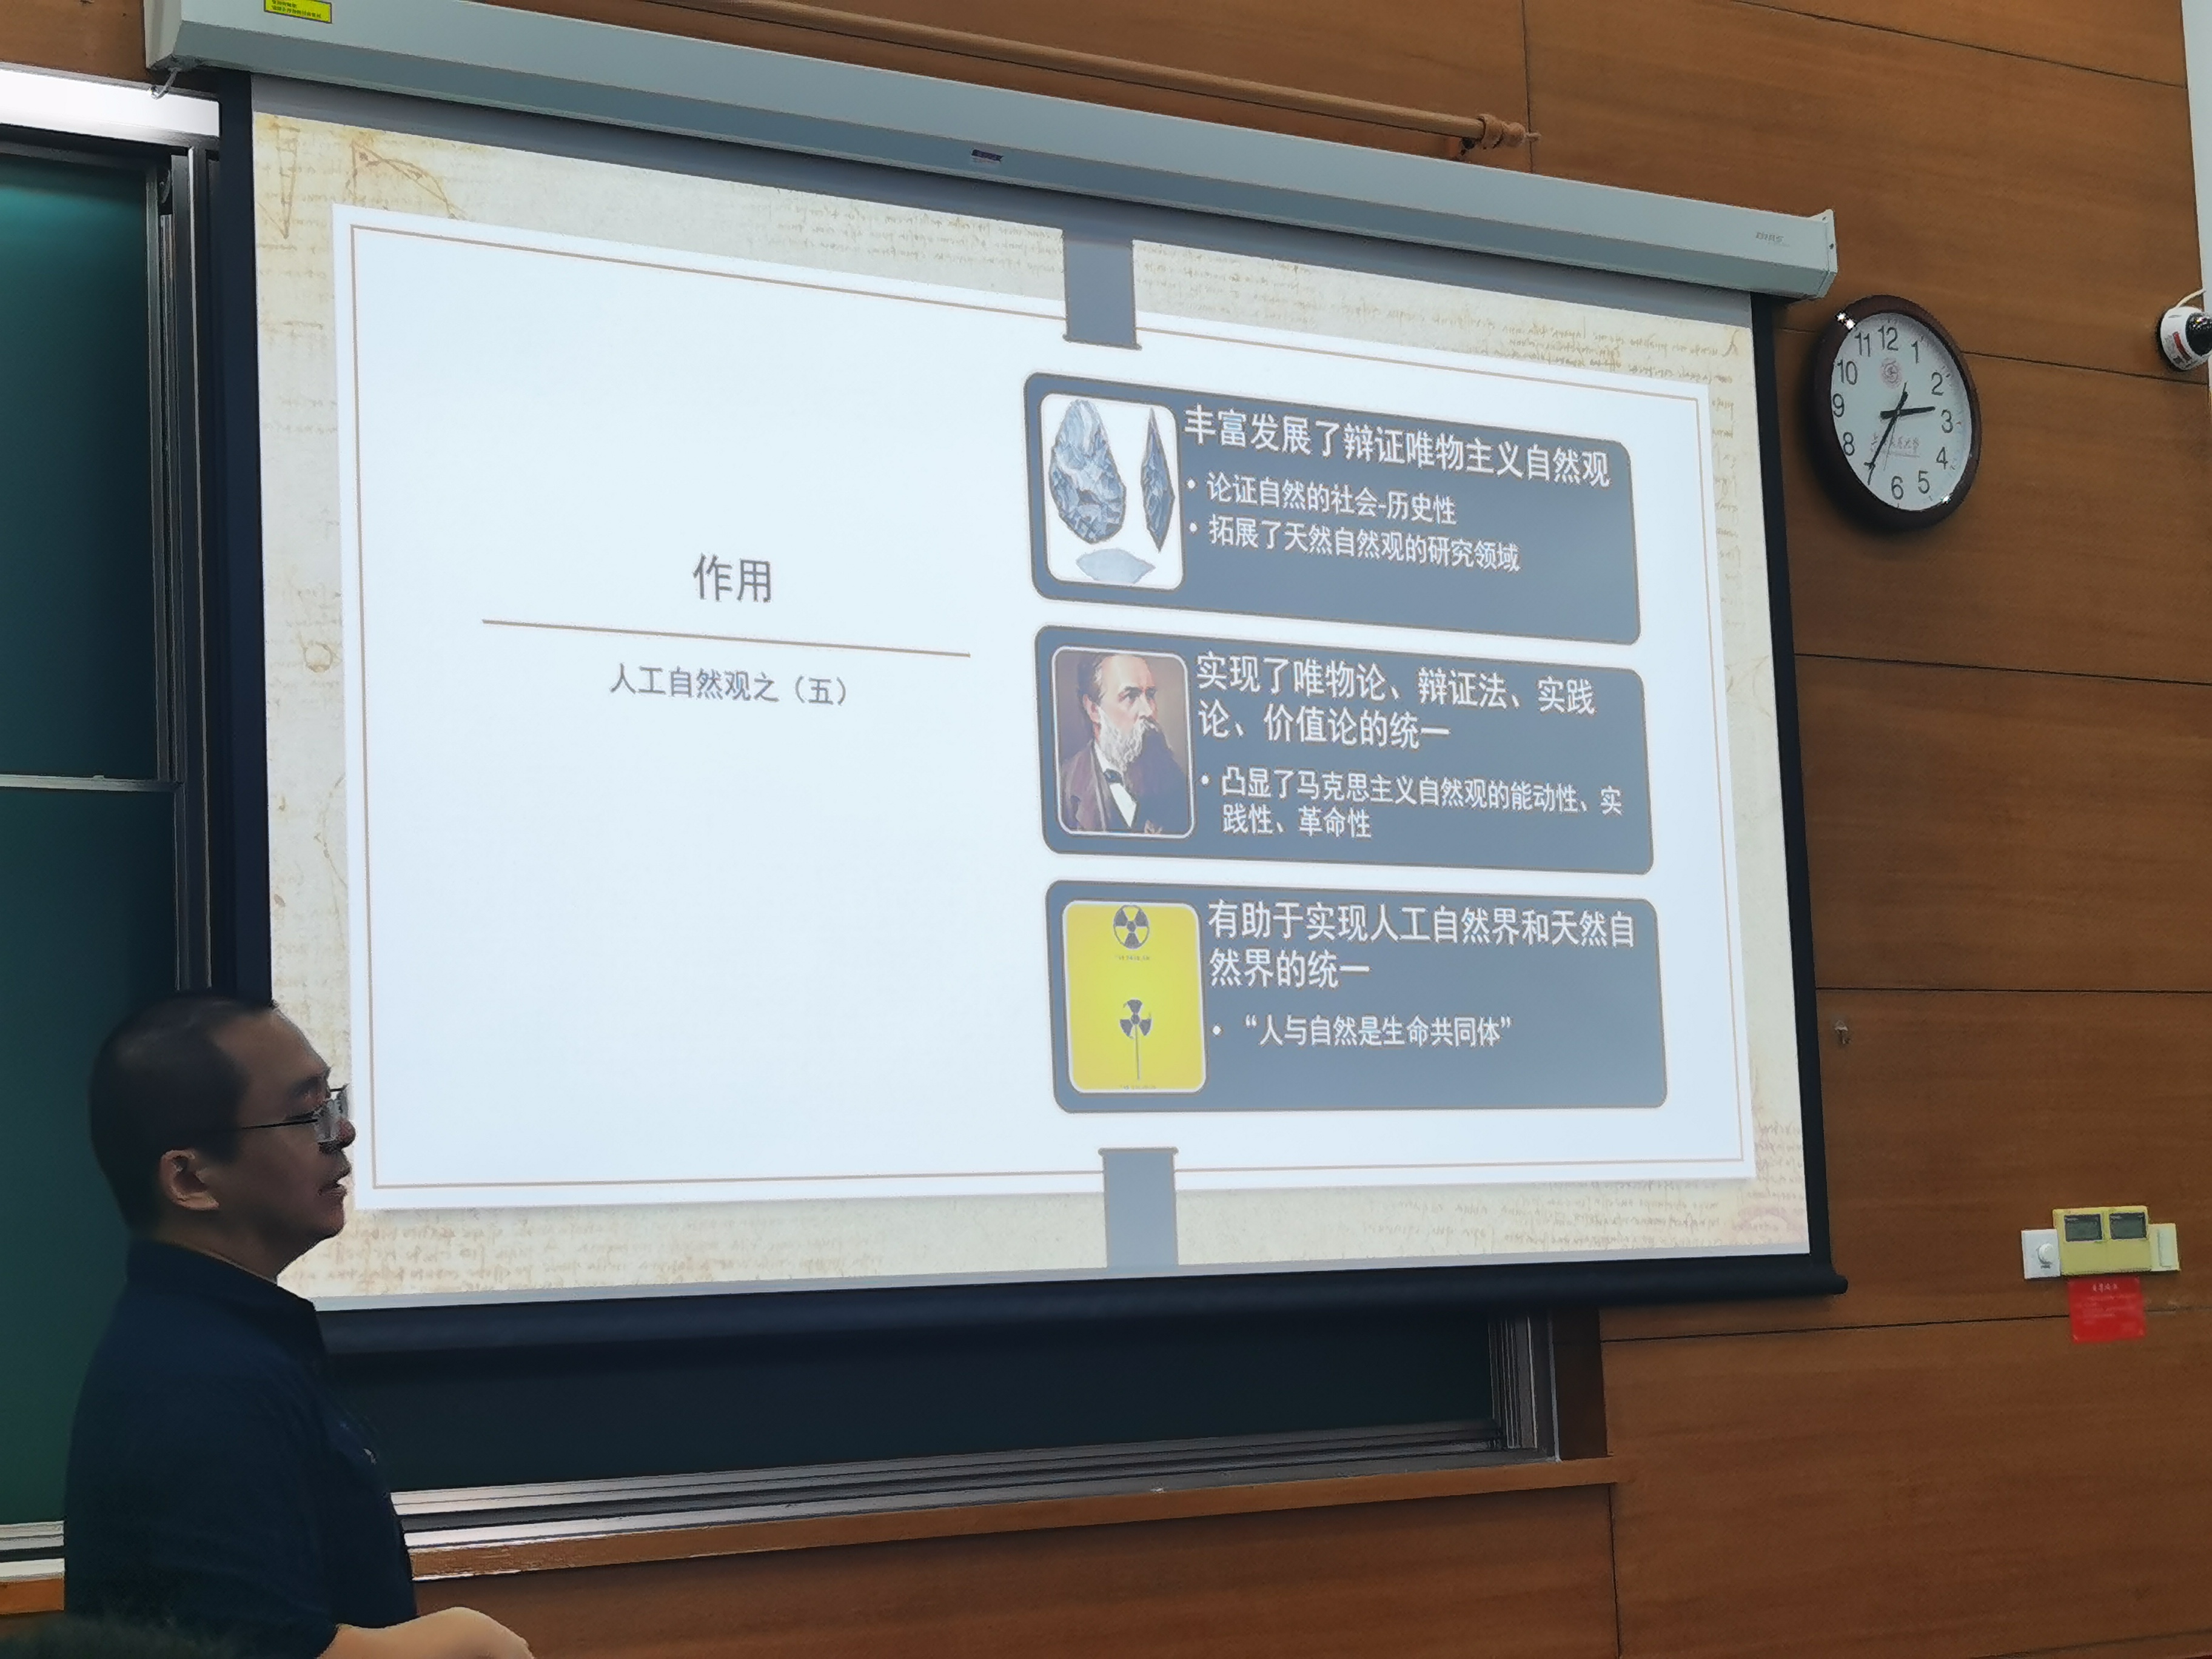 作用
人工自然观之（五）
丰富发展了辩证唯物主义自然观
• 论证自然的社会-历史性
• 拓展了天然自然观的研究领域
实现了唯物论、辩证法、实践
论、价值论的统一
• 凸显了马克思主义自然观的能动性、实
践性、革命性
有助于实现人工自然界和天然自
然界的统一
• “人与自然是生命共同体”
12
1
2
3
4
5
6
7
8
9
10
11